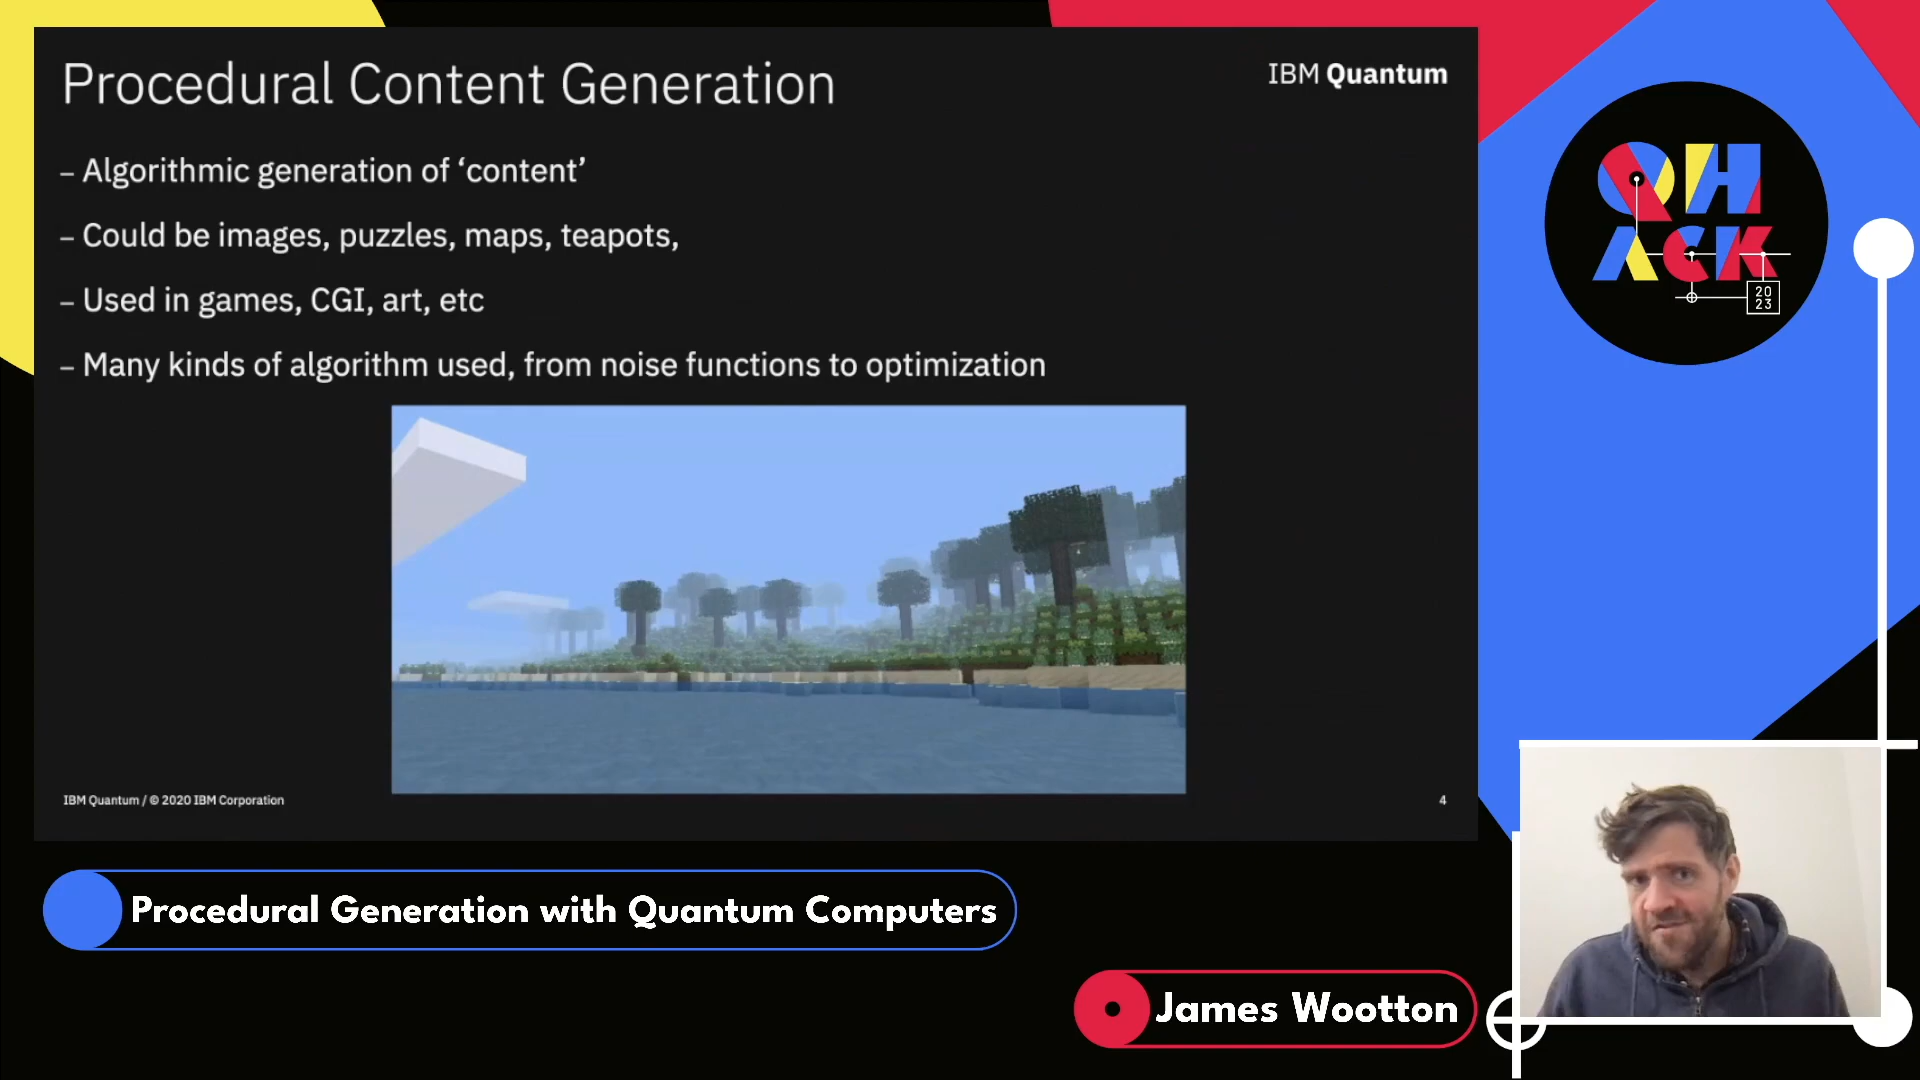 Procedural Content Generation
IBM Quantum
– Algorithmic generation of ‘content’
– Could be images, puzzles, maps, teapots,
– Used in games, CGI, art, etc
– Many kinds of algorithm used, from noise functions to optimization
IBM Quantum / © 2020 IBM Corporation
4
QH
ACK
20
23
Procedural Generation with Quantum Computers
James Wootton